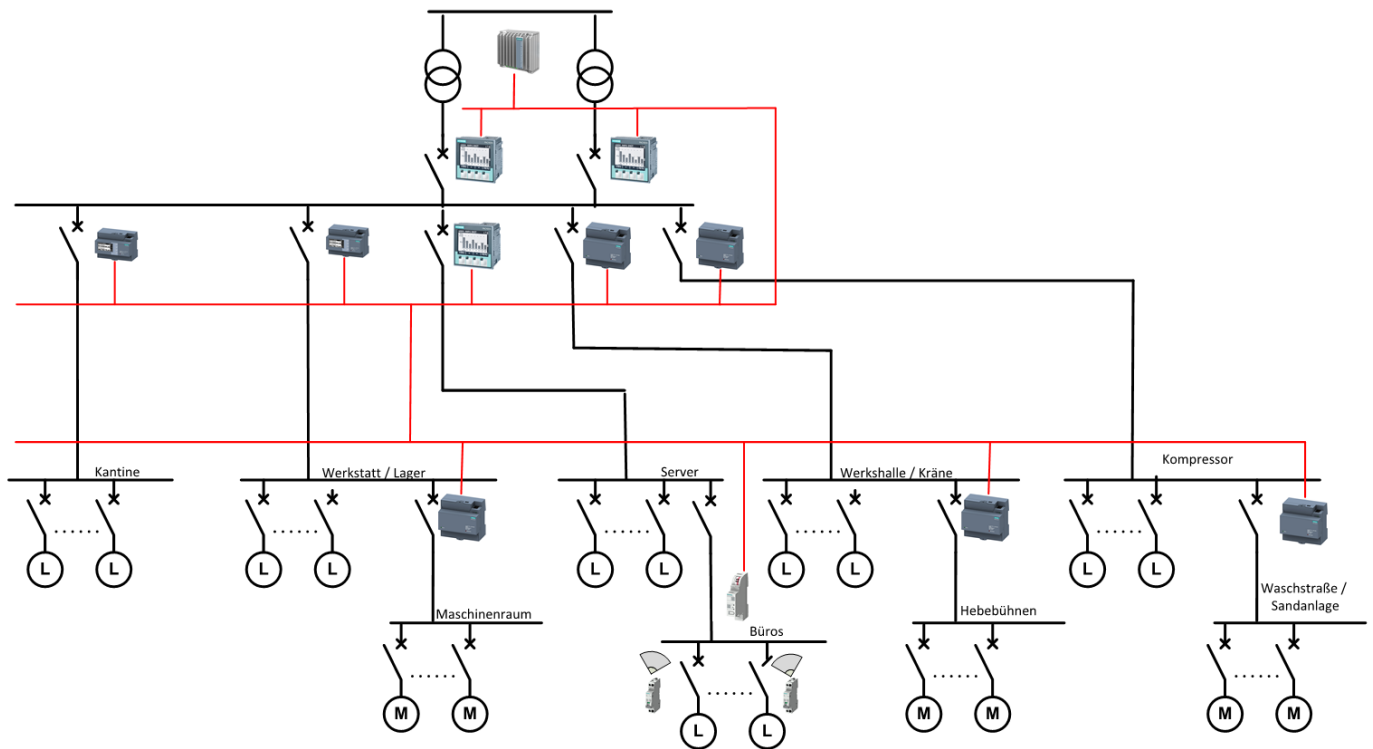 Kantine
Werkstatt / Lager
Server
Werkshalle / Kräne
Kompressor
L
L
L
L
L
L
L
L
L
L
Maschinenraum
Büros
Hebebühnen
Waschstraße /
Sandanlage
M
M
L
L
M
M
M
M